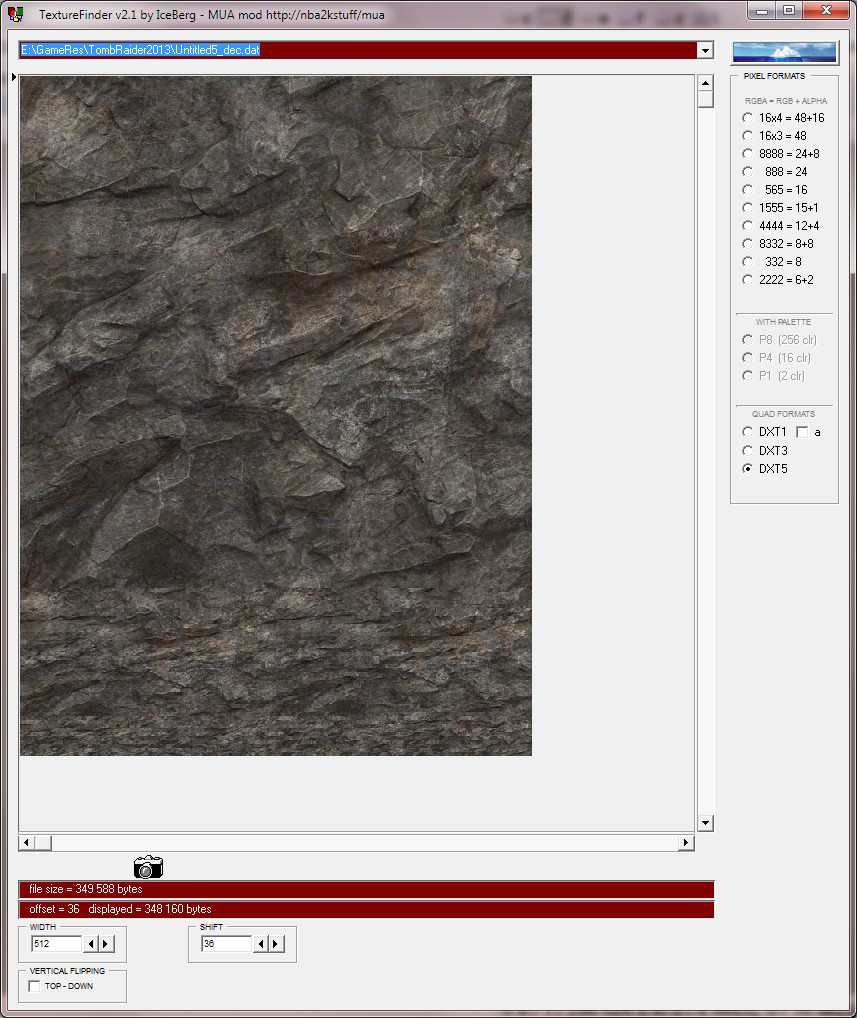 TextureFinder v2.1 by IceBerg - MUA mod http://nba2kstuff/mua
E:\GameRes\TombRaider2013\Untitled5_dec.dat
PIXEL FORMATS
RGBA = RGB + ALPHA
16x4 = 48+16
16x3 = 48
8888 = 24+8
888 = 24
565 = 16
1555 = 15+1
4444 = 12+4
8332 = 8+8
332 = 8
2222 = 6+2
WITH PALETTE
P8 (256 clr)
P4 (16 clr)
P1 (2 clr)
QUAD FORMATS
DXT1 a
DXT3
DXT5
file size = 349 588 bytes
offset = 36 displayed = 348 160 bytes
WIDTH
512
SHIFT
36
VERTICAL FLIPPING
TOP - DOWN